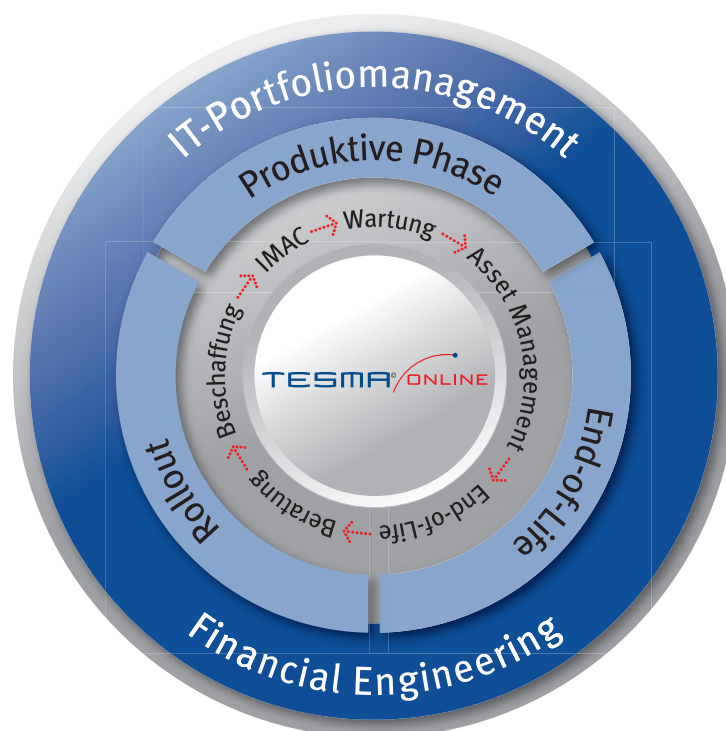 IT-Portfoliomanagement
Produktive Phase
IMAC
Wartung
Asset Management
End-of-Life
Beratung
Beschaffung
TESMA© ONLINE
Rollout
End-of-Life
Financial Engineering